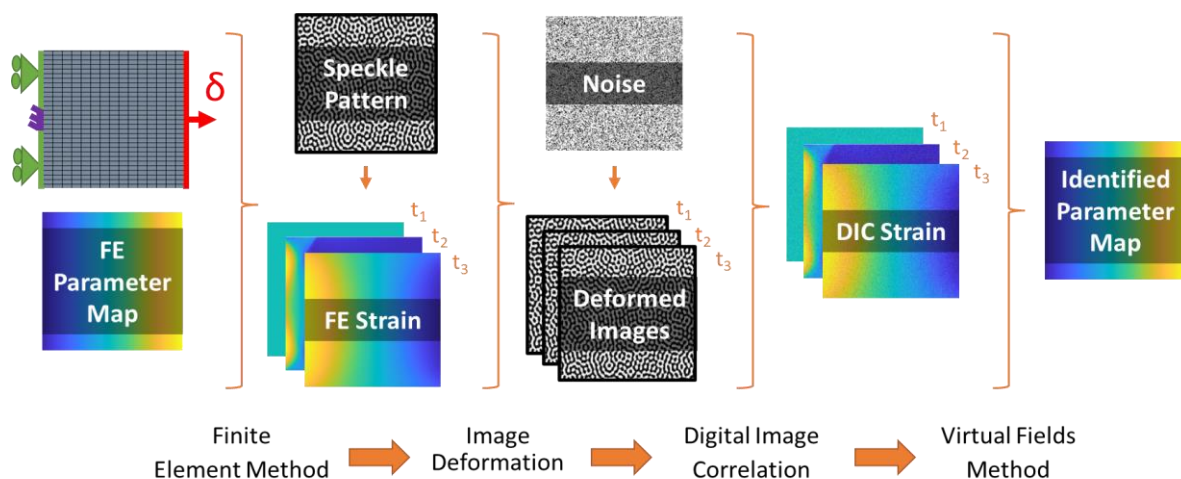 δ
FE
Parameter
Map
Speckle
Pattern
t1
t2
t3
FE Strain
Noise
t1
t2
t3
Deformed
Images
t1
t2
t3
DIC Strain
Identified
Parameter
Map
Finite
Element Method
Image
Deformation
Digital Image
Correlation
Virtual Fields
Method